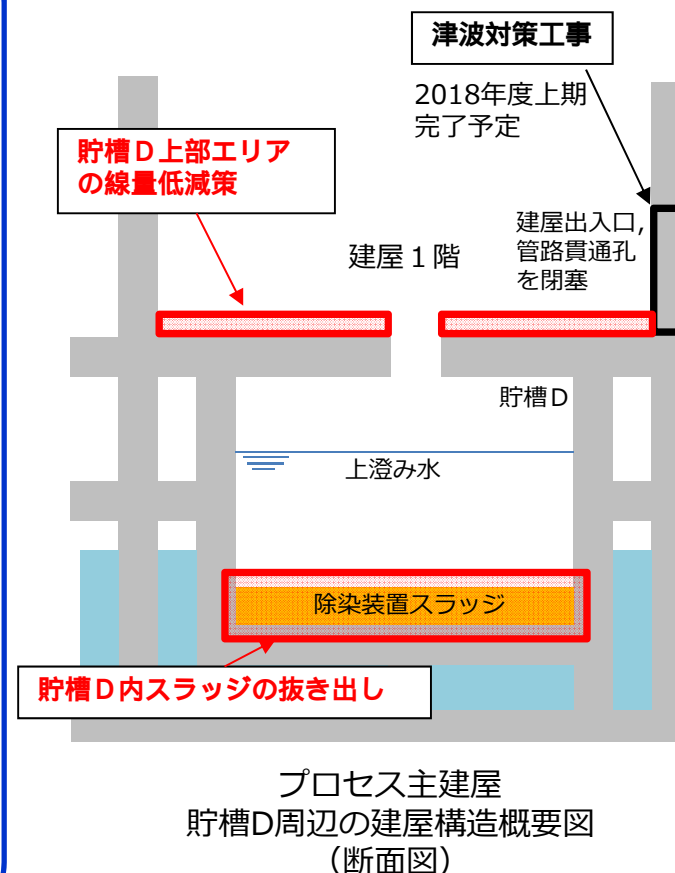 津波対策工事
2018年度上期
完了予定
貯槽Ｄ上部エリア
の線量低減策
建屋出入口,
管路貫通孔
を閉塞
建屋１階
貯槽Ｄ
上澄み水
除染装置スラッジ
貯槽Ｄ内スラッジの抜き出し
プロセス主建屋
貯槽D周辺の建屋構造概要図
（断面図）